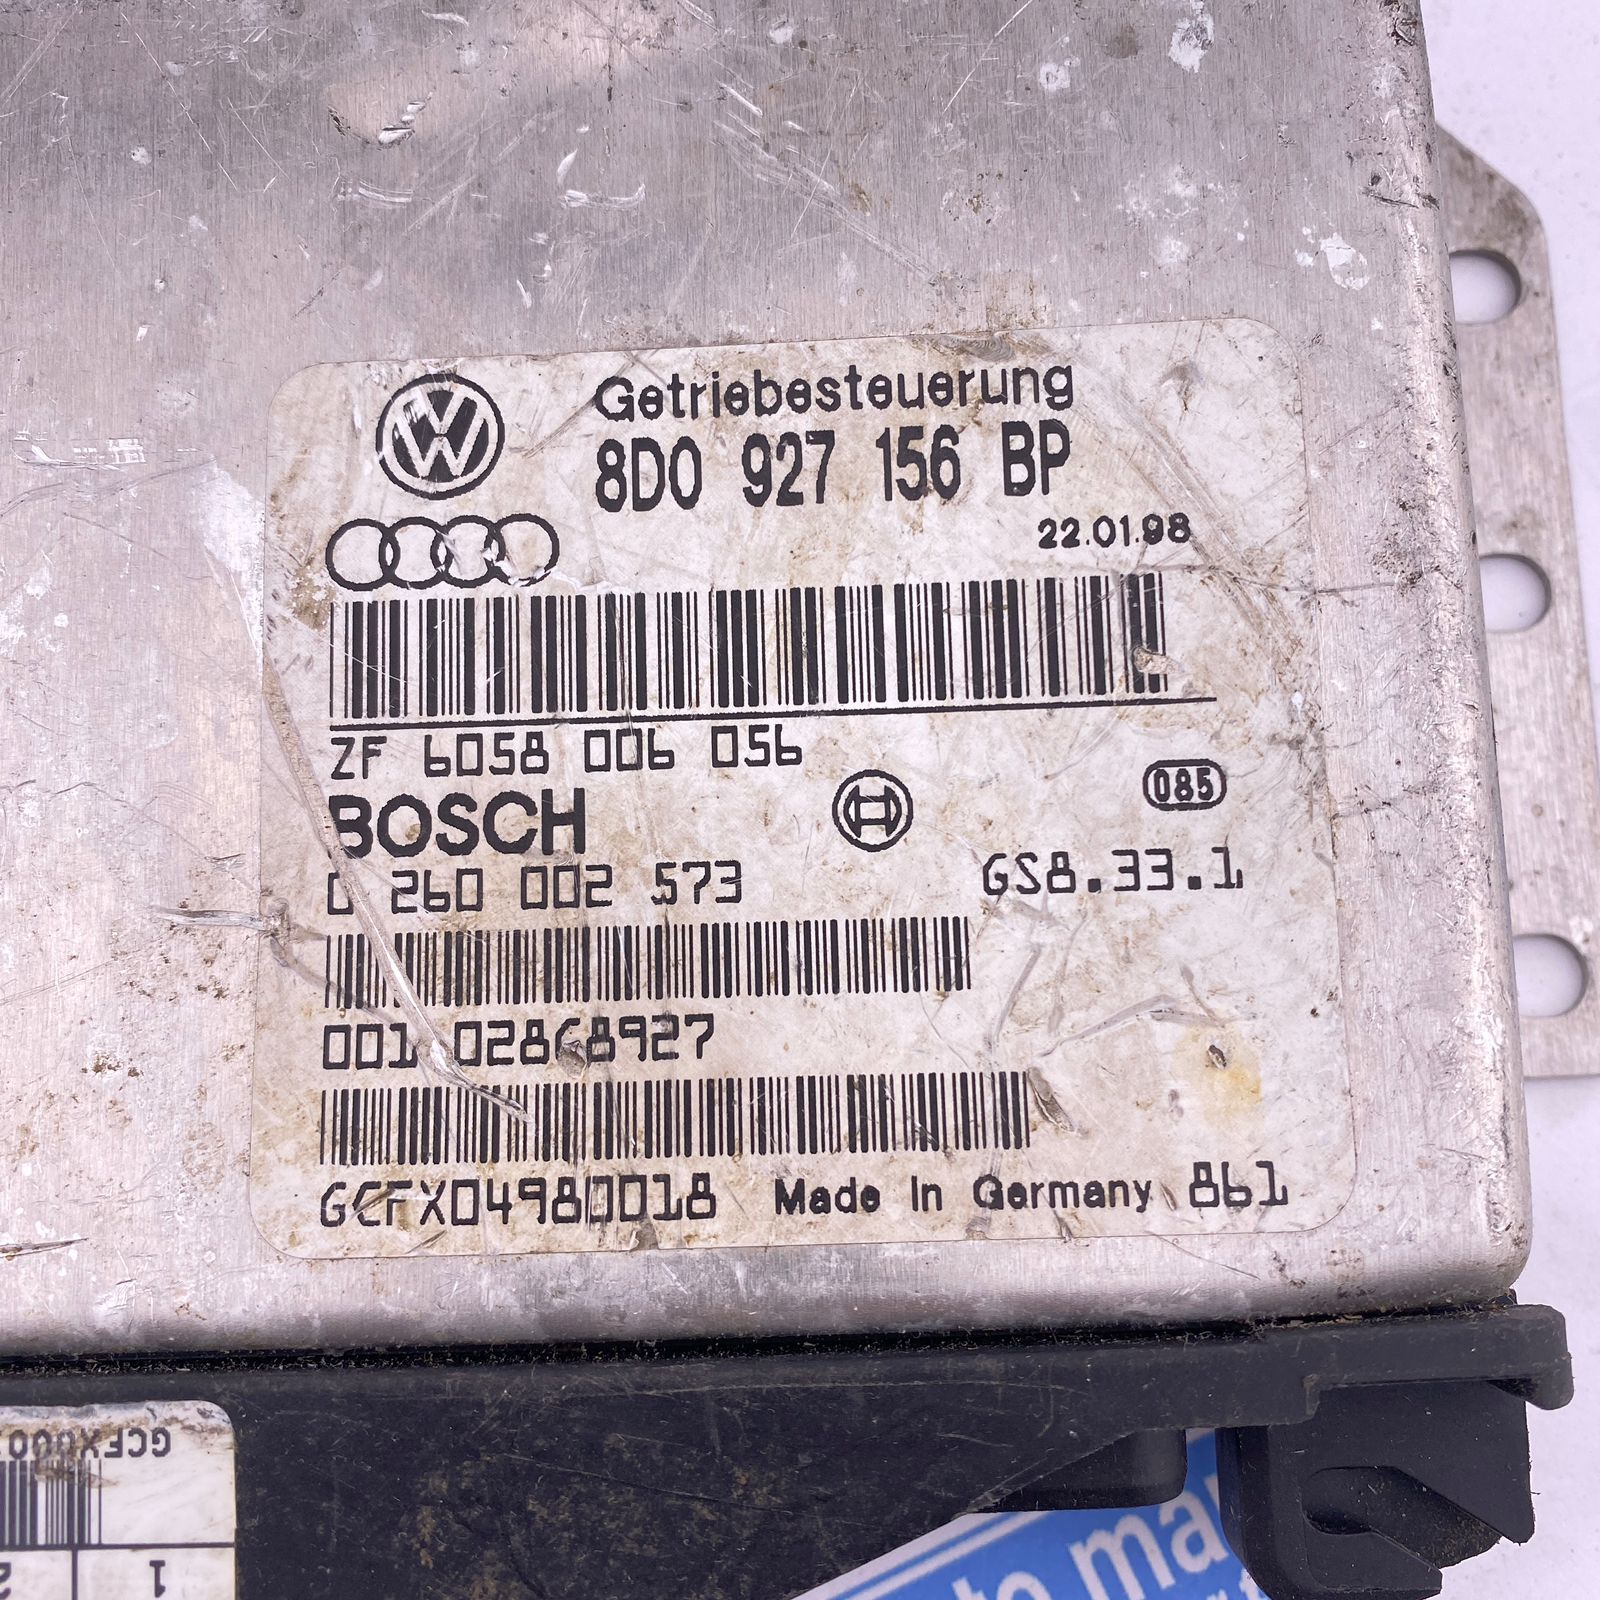 Getriebesteuerung
8D0 927 156 BP
22.01.98
ZF 6058 006 056
BOSCH
085
0 260 002 573 GS8.33.1
001
GCFX04980018 Made in Germany 861
1